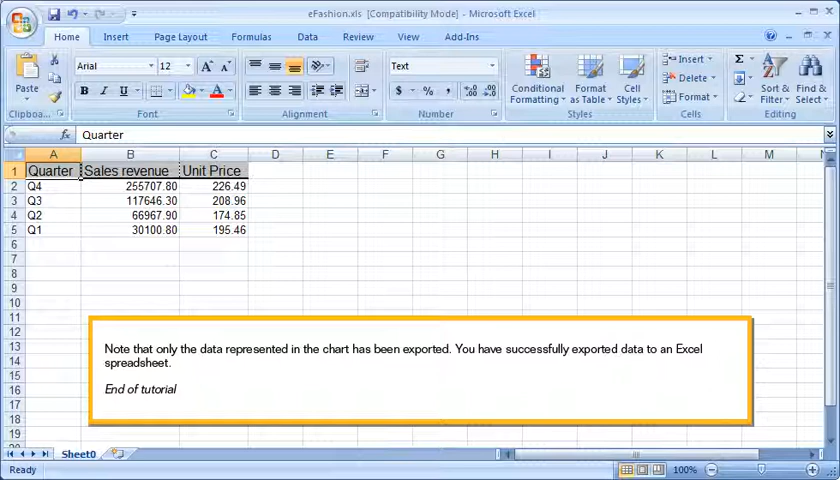 eFashion.xls [Compatibility Mode] - Microsoft Excel
Home Insert Page Layout Formulas Data Review View Add-Ins
Paste
Arial 12
B I U
Text
$ % ,
Conditional Formatting
Format as Table
Cell Styles
Insert
Delete
Format
Sort & Filter
Find & Select
Clipboard Font Alignment Number Styles Cells Editing
fx Quarter
A B C D E F G H I J K L M
1 Quarter Sales revenue Unit Price
2 Q4 255707.80 226.49
3 Q3 117646.30 208.96
4 Q2 66967.90 174.85
5 Q1 30100.80 195.46
6
7
8
9
10
11
12
13
14
15
16
17
18
19
Note that only the data represented in the chart has been exported. You have successfully exported data to an Excel
spreadsheet.
End of tutorial
Sheet0
Ready 100%